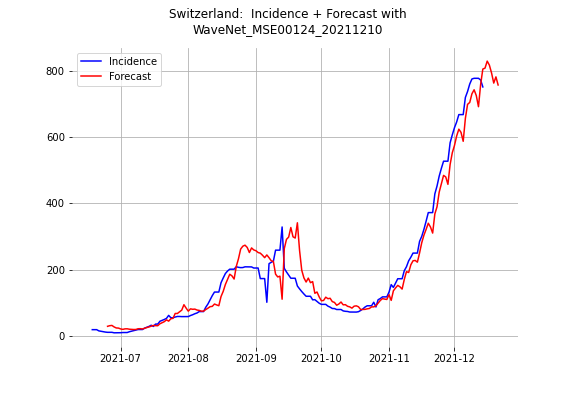 Switzerland:  Incidence + Forecast with
WaveNet_MSE00124_20211210
Incidence
Forecast
800
600
400
200
0
2021-07
2021-08
2021-09
2021-10
2021-11
2021-12